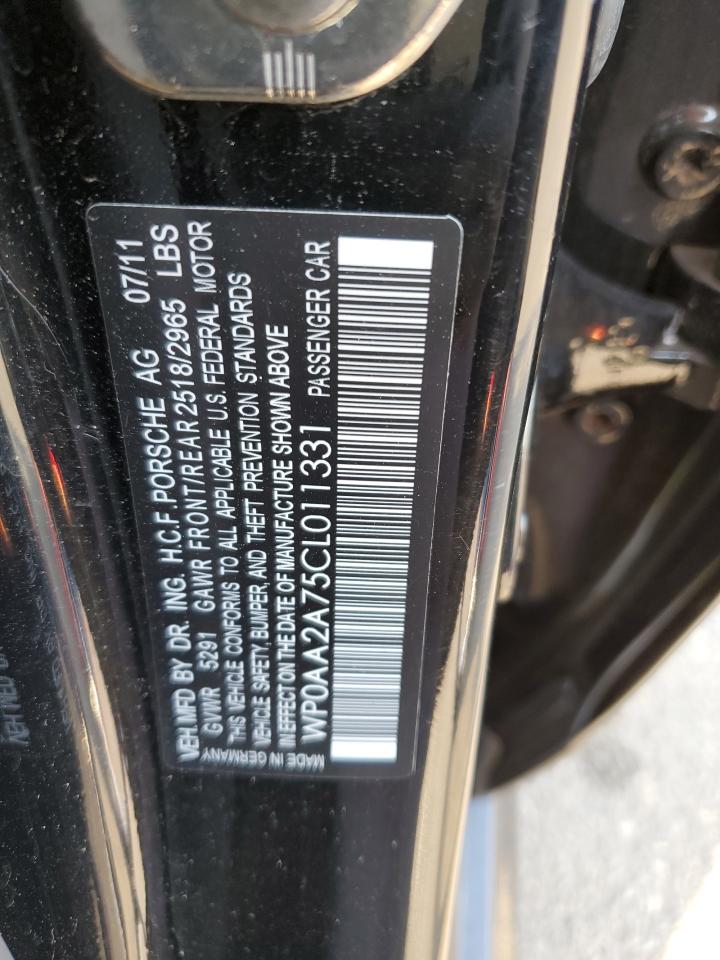 VEH.MFD BY DR. ING. H.C.F.PORSCHE AG 07/11
GVWR 5291 GAWR FRONT/REAR 2518/2965 LBS
THIS VEHICLE CONFORMS TO ALL APPLICABLE U.S. FEDERAL MOTOR
VEHICLE SAFETY, BUMPER, AND THEFT PREVENTION STANDARDS
IN EFFECT ON THE DATE OF MANUFACTURE SHOWN ABOVE
WP0AA2A75CL011331 PASSENGER CAR
MADE IN GERMANY